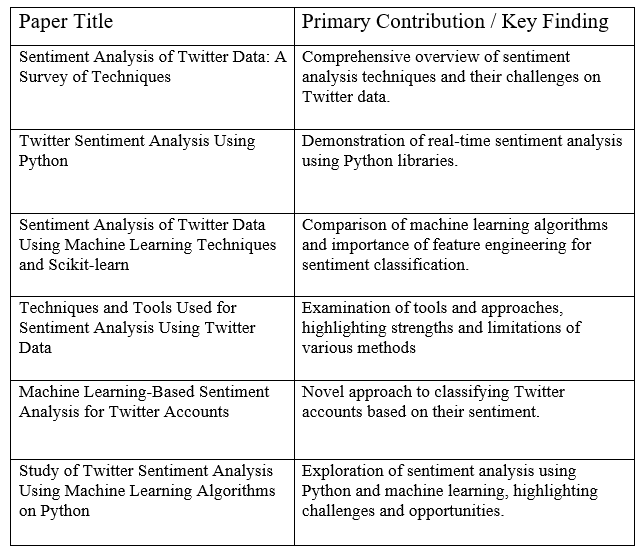 Paper Title
Primary Contribution / Key Finding
Sentiment Analysis of Twitter Data: A
Survey of Techniques
Comprehensive overview of sentiment
analysis techniques and their challenges on
Twitter data.
Twitter Sentiment Analysis Using
Python
Demonstration of real-time sentiment analysis
using Python libraries.
Sentiment Analysis of Twitter Data
Using Machine Learning Techniques
and Scikit-learn
Comparison of machine learning algorithms
and importance of feature engineering for
sentiment classification.
Techniques and Tools Used for
Sentiment Analysis Using Twitter
Data
Examination of tools and approaches,
highlighting strengths and limitations of
various methods
Machine Learning-Based Sentiment
Analysis for Twitter Accounts
Novel approach to classifying Twitter
accounts based on their sentiment.
Study of Twitter Sentiment Analysis
Using Machine Learning Algorithms
on Python
Exploration of sentiment analysis using
Python and machine learning, highlighting
challenges and opportunities.